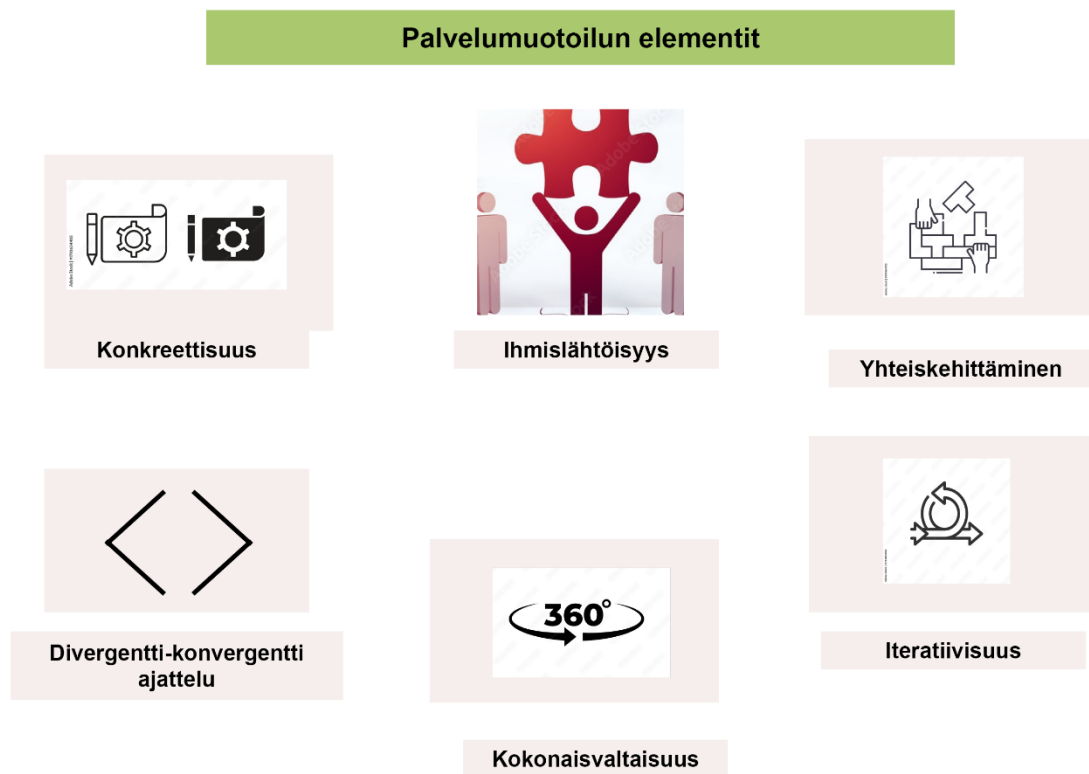 Palvelumuotoilun elementit
Konkreettisuus
Ihmislähtöisyys
Yhteiskehittäminen
Divergentti-konvergentti
ajattelu
360°
Kokonaisvaltaisuus
Iteratiivisuus